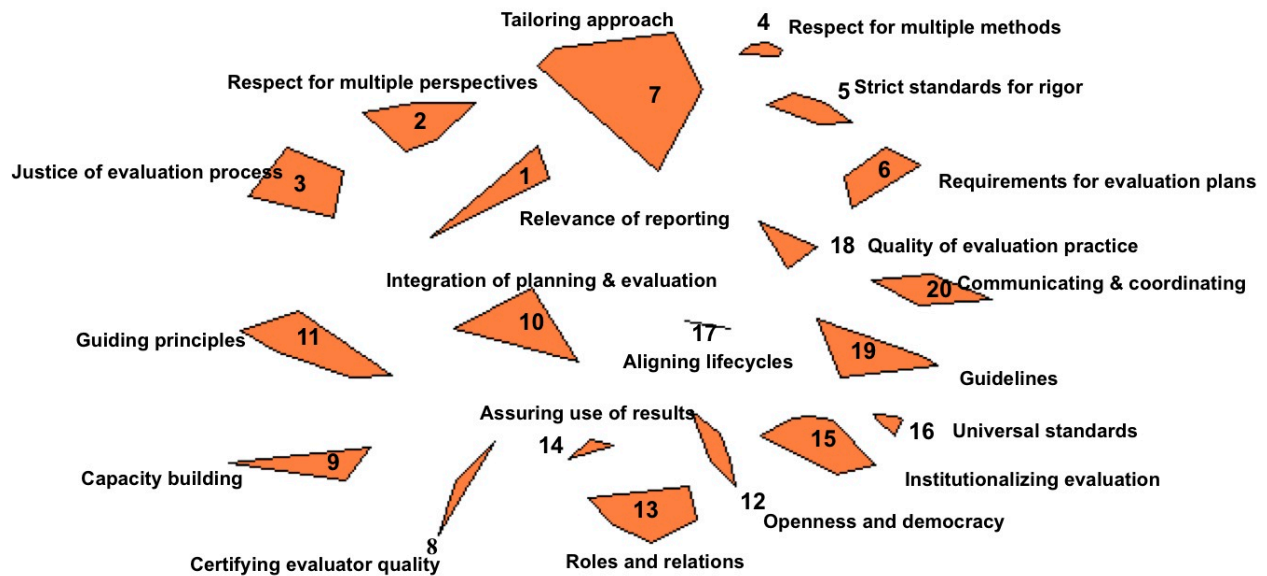 Tailoring approach
4
Respect for multiple methods
Respect for multiple perspectives
7
5
Strict standards for rigor
2
Justice of evaluation process
3
1
6
Requirements for evaluation plans
Relevance of reporting
18
Quality of evaluation practice
Integration of planning & evaluation
20
Communicating & coordinating
Guiding principles
11
10
17
Aligning lifecycles
19
Guidelines
Assuring use of results
14
15
16
Universal standards
Capacity building
9
Institutionalizing evaluation
12
Openness and democracy
13
8
Certifying evaluator quality
Roles and relations